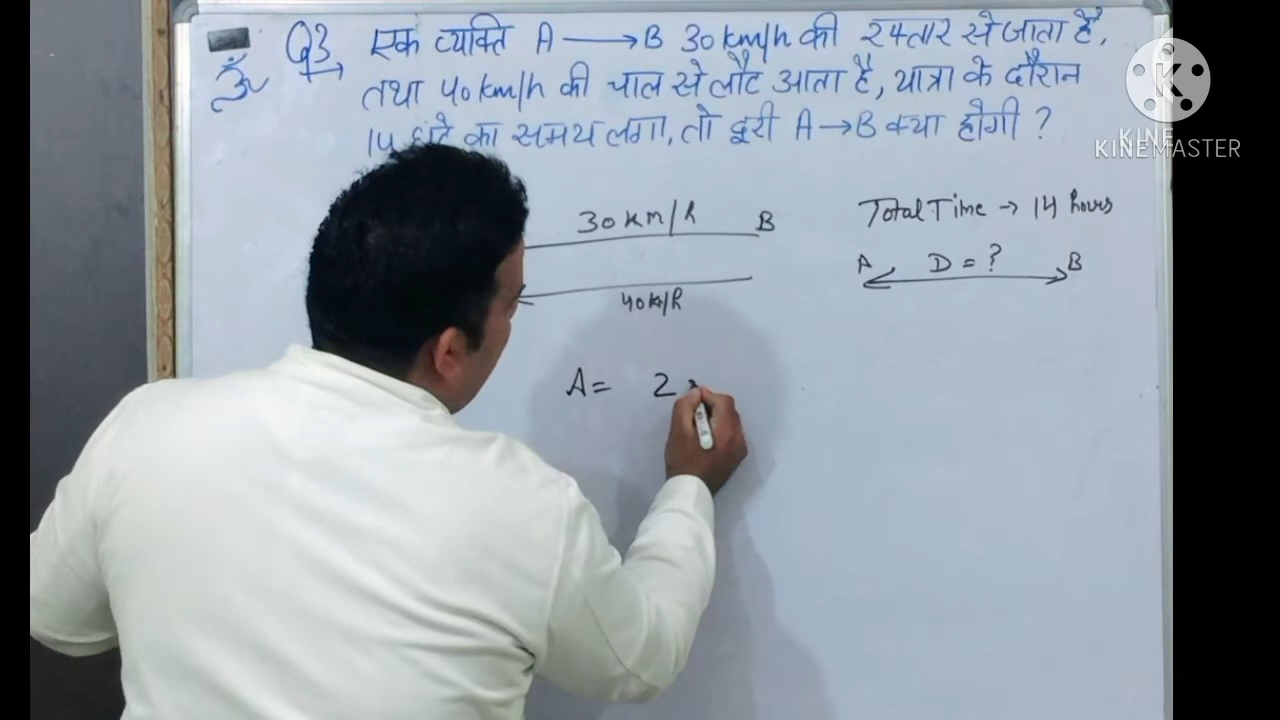 ॐ
Q3 → एक व्यक्ति A → B 30 km/h की रफ्तार से जाता है,
तथा 40 km/h की चाल से लौट आता है, यात्रा के दौरान
14 घंटे का समय लगा, तो दूरी A → B क्या होगी ?
K
KINE
KINEMASTER
30 km/h B
40 k/h
Total Time → 14 hours
A D = ? B
A = 2